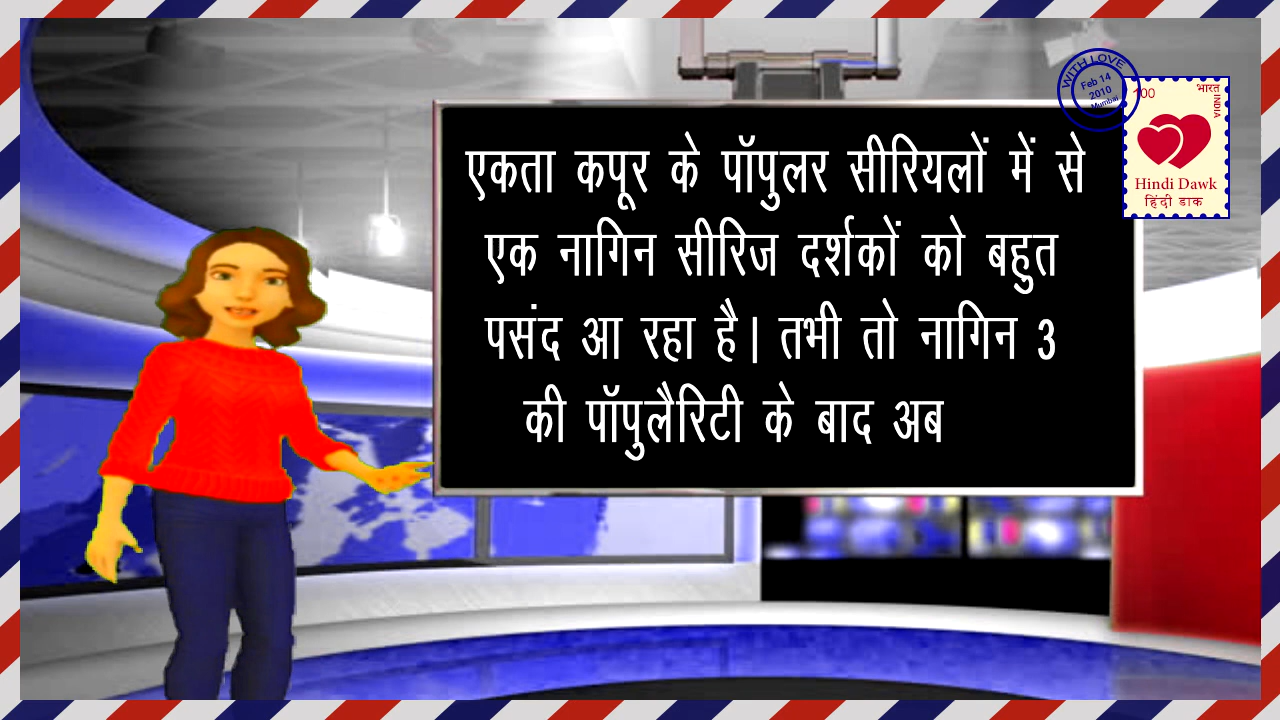 एकता कपूर के पॉपुलर सीरियलों में से
एक नागिन सीरिज दर्शकों को बहुत
पसंद आ रहा है। तभी तो नागिन 3
की पॉपुलैरिटी के बाद अब
WITH LOVE
Feb 14
2010
Mumbai
100
भारत
INDIA
Hindi Dawk
हिंदी डाक